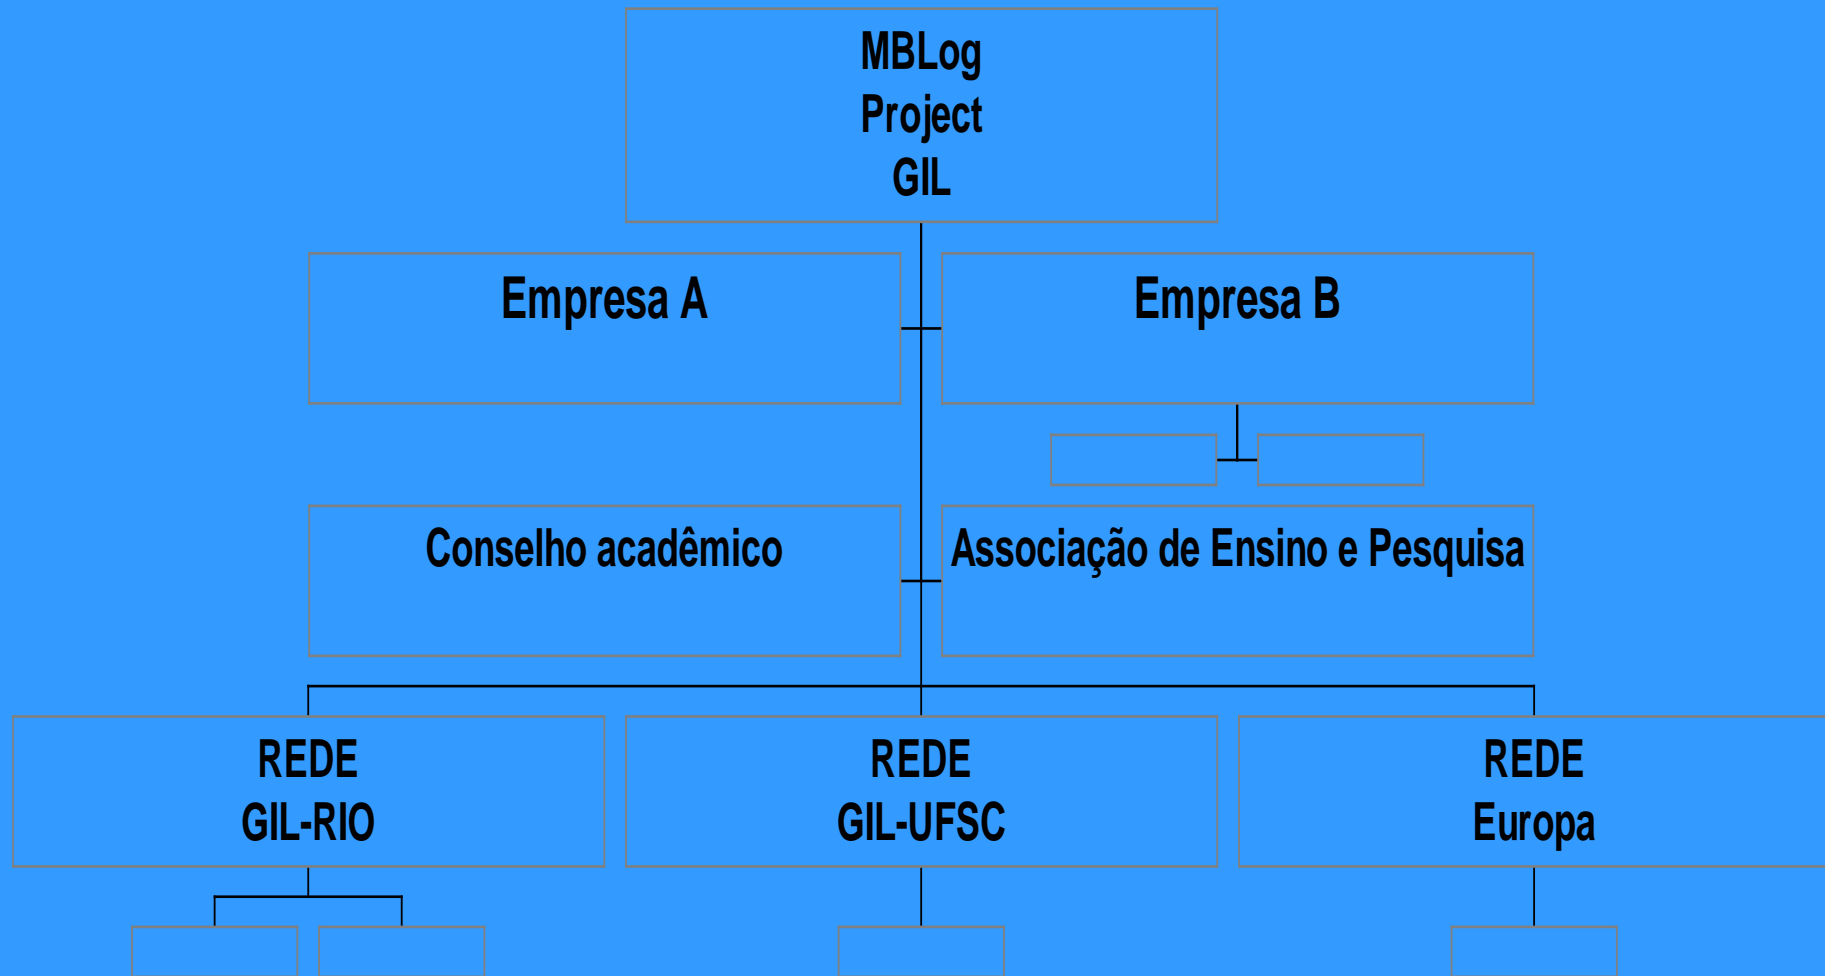 MBLog
Project
GIL
Empresa A
Empresa B
Conselho acadêmico
Associação de Ensino e Pesquisa
REDE
GIL-RIO
REDE
GIL-UFSC
REDE
Europa